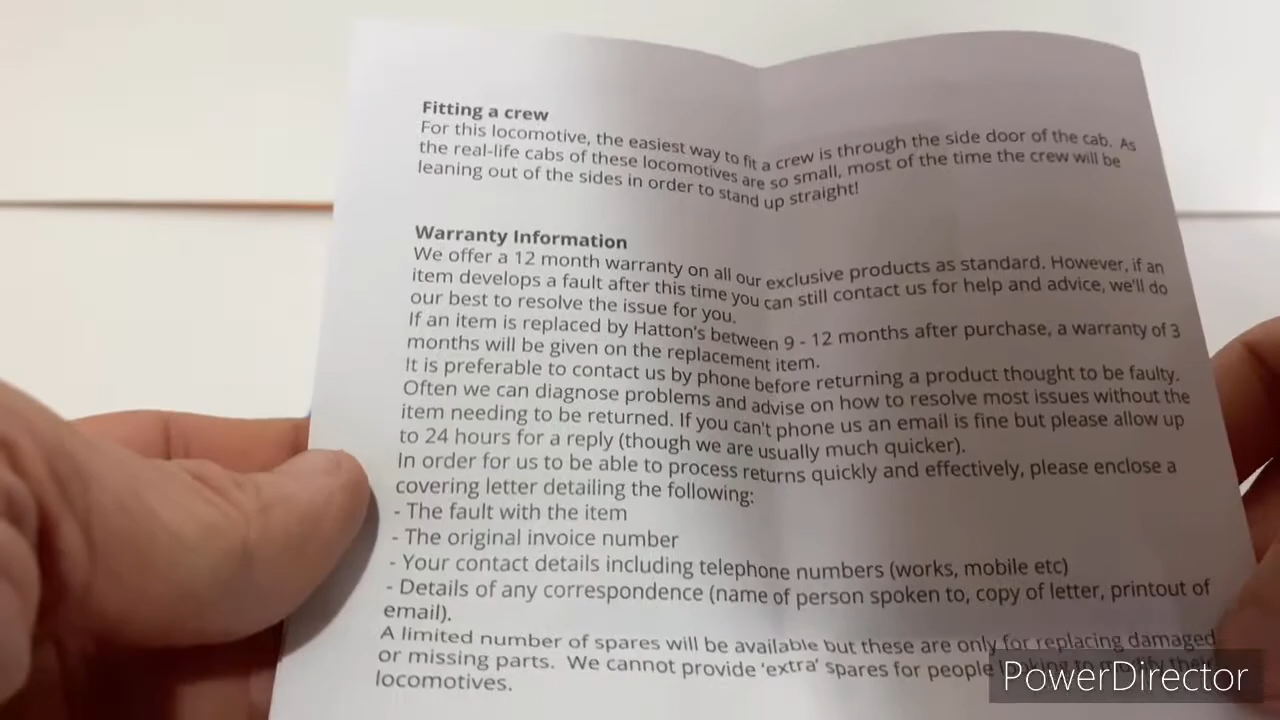 Fitting a crew
For this locomotive, the easiest way to fit a crew is through the side door of the cab. As
the real-life cabs of these locomotives are so small, most of the time the crew will be
leaning out of the sides in order to stand up straight!
Warranty Information
We offer a 12 month warranty on all our exclusive products as standard. However, if an
item develops a fault after this time you can still contact us for help and advice, we'll do
our best to resolve the issue for you.
If an item is replaced by Hatton's between 9 - 12 months after purchase, a warranty of 3
months will be given on the replacement item.
It is preferable to contact us by phone before returning a product thought to be faulty.
Often we can diagnose problems and advise on how to resolve most issues without the
item needing to be returned. If you can't phone us an email is fine but please allow up
to 24 hours for a reply (though we are usually much quicker).
In order for us to be able to process returns quickly and effectively, please enclose a
covering letter detailing the following:
- The fault with the item
- The original invoice number
- Your contact details including telephone numbers (works, mobile etc)
- Details of any correspondence (name of person spoken to, copy of letter, printout of
email).
A limited number of spares will be available but these are only for replacing damaged
or missing parts. We cannot provide 'extra' spares for people
locomotives.
PowerDirector